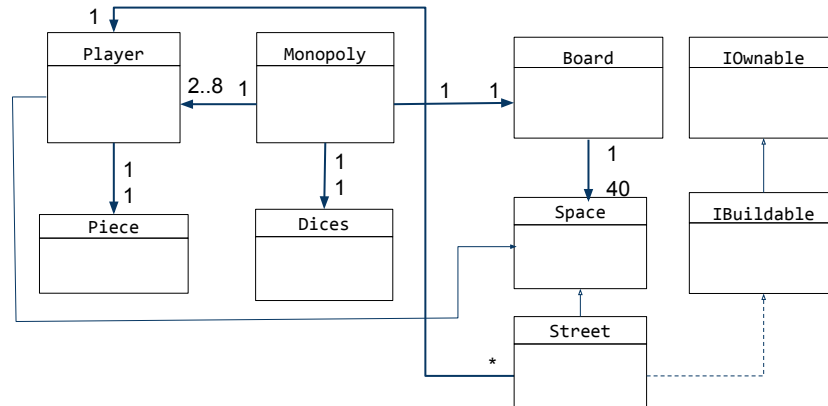 1
Player
Monopoly
Board
IOwnable
2..8
1
1
1
1
1
1
1
1
40
Piece
Dices
Space
IBuildable
Street
*